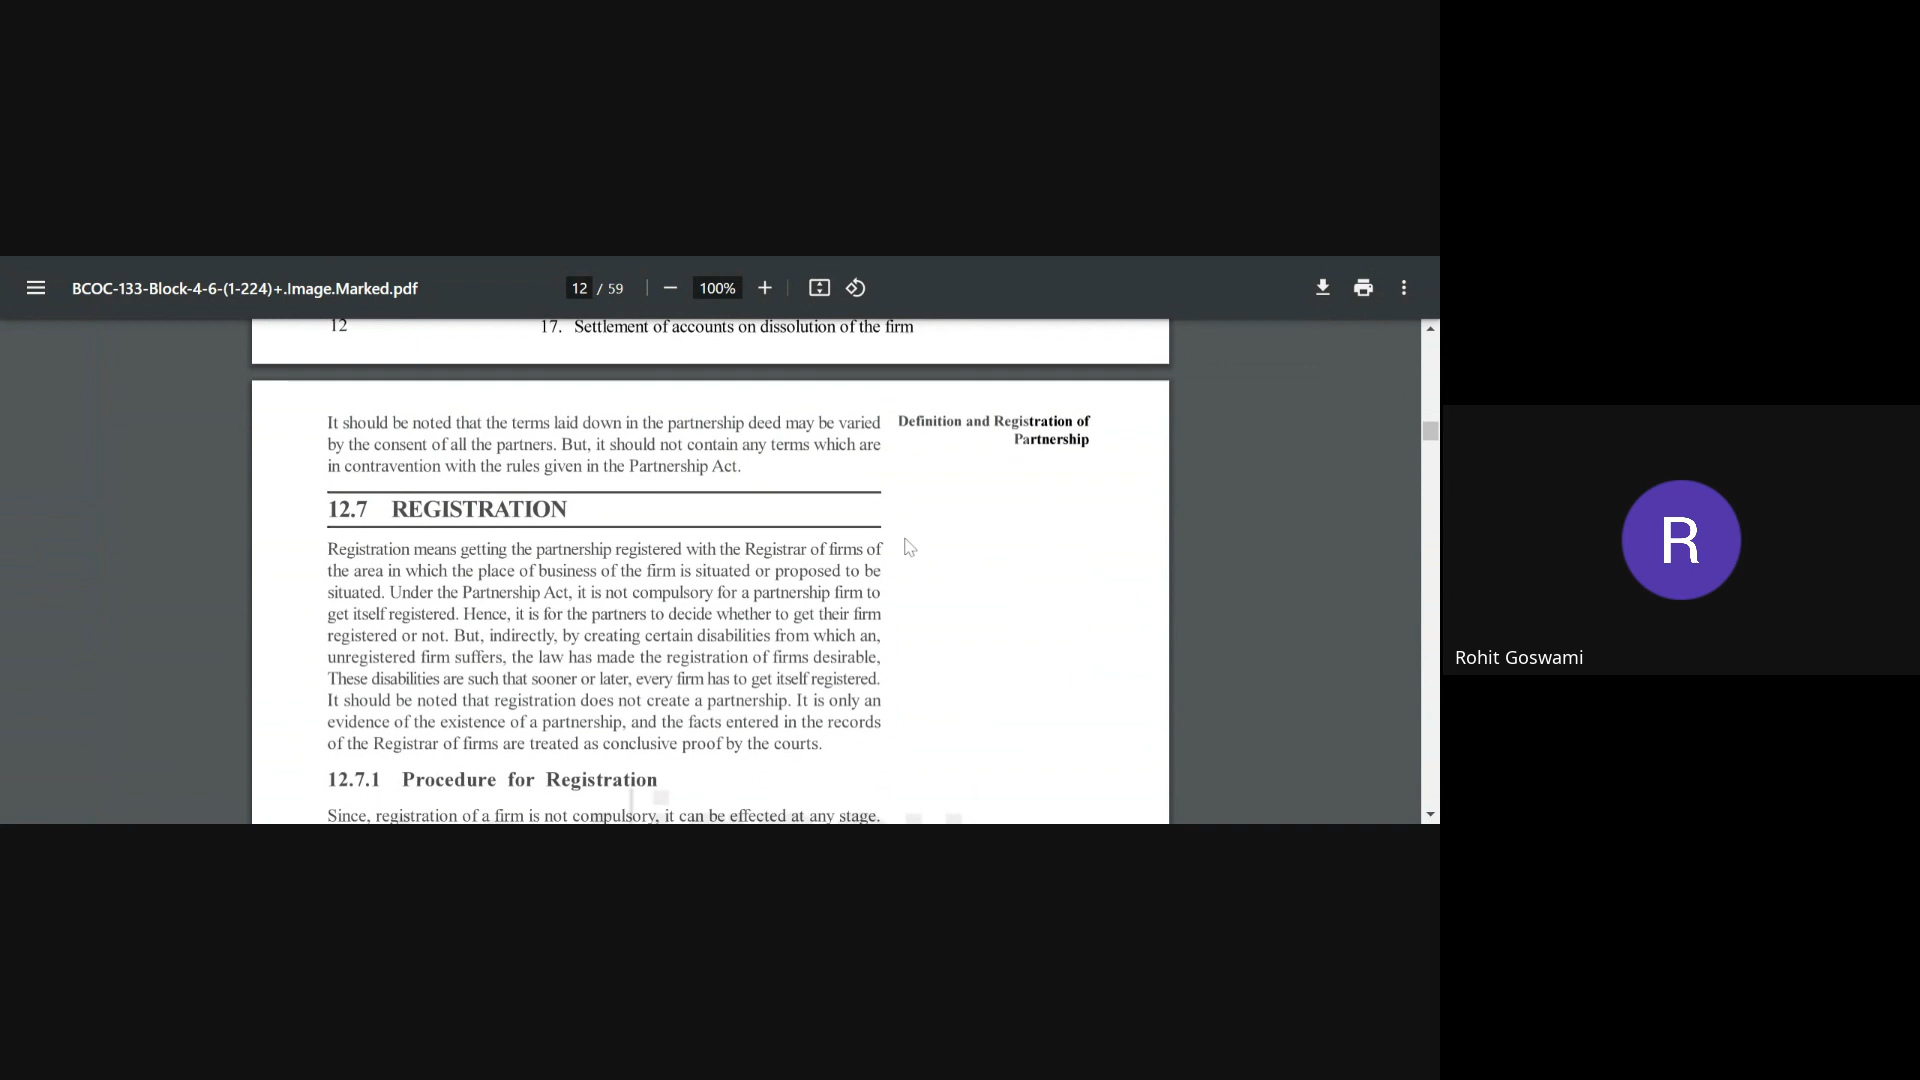 BCOC-133-Block-4-6-(1-224)+.Image.Marked.pdf
12 / 59
100%
12
17. Settlement of accounts on dissolution of the firm
It should be noted that the terms laid down in the partnership deed may be varied
by the consent of all the partners. But, it should not contain any terms which are
in contravention with the rules given in the Partnership Act.
Definition and Registration of
Partnership
12.7 REGISTRATION
Registration means getting the partnership registered with the Registrar of firms of
the area in which the place of business of the firm is situated or proposed to be
situated. Under the Partnership Act, it is not compulsory for a partnership firm to
get itself registered. Hence, it is for the partners to decide whether to get their firm
registered or not. But, indirectly, by creating certain disabilities from which an,
unregistered firm suffers, the law has made the registration of firms desirable,
These disabilities are such that sooner or later, every firm has to get itself registered.
It should be noted that registration does not create a partnership. It is only an
evidence of the existence of a partnership, and the facts entered in the records
of the Registrar of firms are treated as conclusive proof by the courts.
12.7.1 Procedure for Registration
Since, registration of a firm is not compulsory, it can be effected at any stage.
R
Rohit Goswami